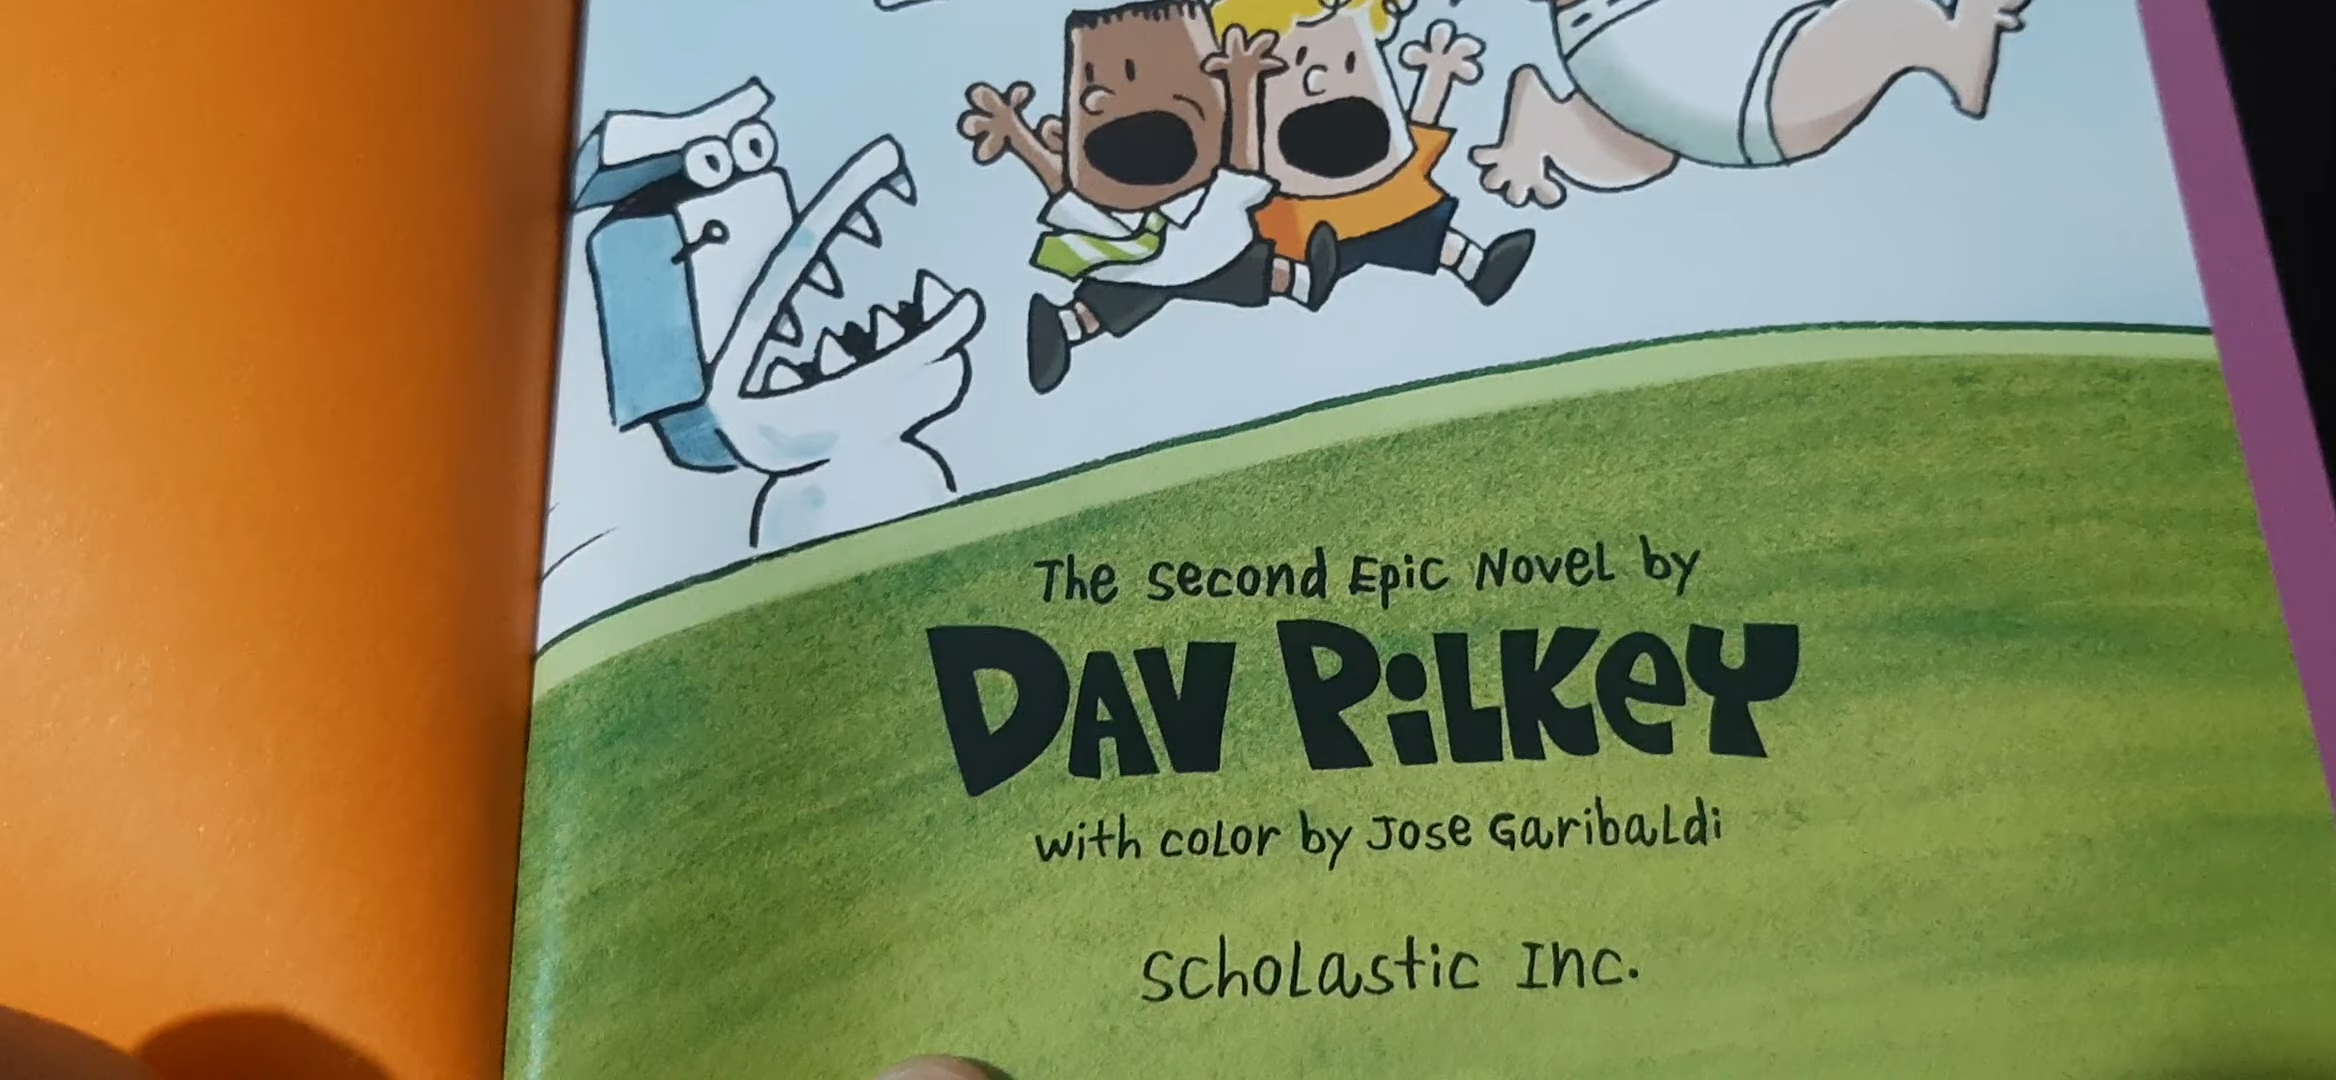 The Second Epic Novel by
DAV PiLKEY
with color by Jose Garibaldi
Scholastic Inc.